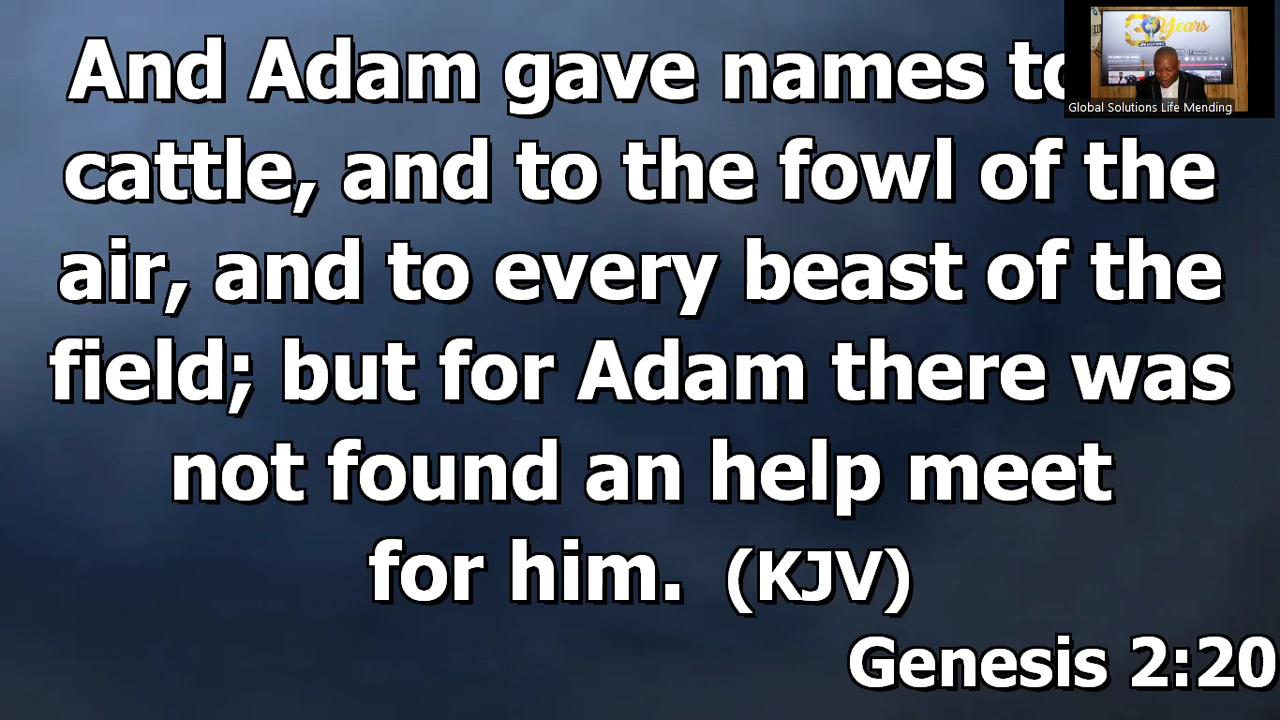 And Adam gave names to
cattle, and to the fowl of the
air, and to every beast of the
field; but for Adam there was
not found an help meet
for him. (KJV)
Genesis 2:20
30 Years
Global Solutions Life Mending